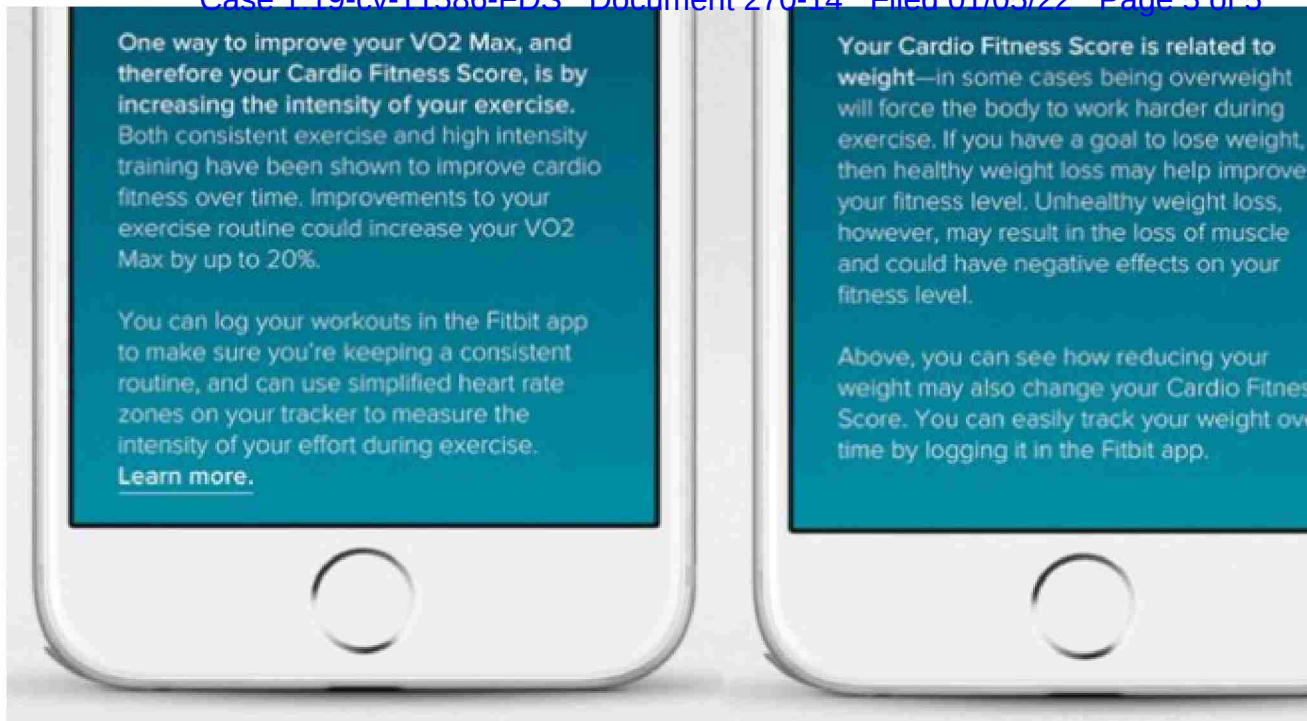 Case 1:19-cv-11586-FDS Document 270-14 Filed 01/05/22 Page 5 of 5
One way to improve your VO2 Max, and
therefore your Cardio Fitness Score, is by
increasing the intensity of your exercise.
Both consistent exercise and high intensity
training have been shown to improve cardio
fitness over time. Improvements to your
exercise routine could increase your VO2
Max by up to 20%.
You can log your workouts in the Fitbit app
to make sure you're keeping a consistent
routine, and can use simplified heart rate
zones on your tracker to measure the
intensity of your effort during exercise.
Learn more.
Your Cardio Fitness Score is related to
weight—in some cases being overweight
will force the body to work harder during
exercise. If you have a goal to lose weight,
then healthy weight loss may help improve
your fitness level. Unhealthy weight loss,
however, may result in the loss of muscle
and could have negative effects on your
fitness level.
Above, you can see how reducing your
weight may also change your Cardio Fitnes
Score. You can easily track your weight ove
time by logging it in the Fitbit app.